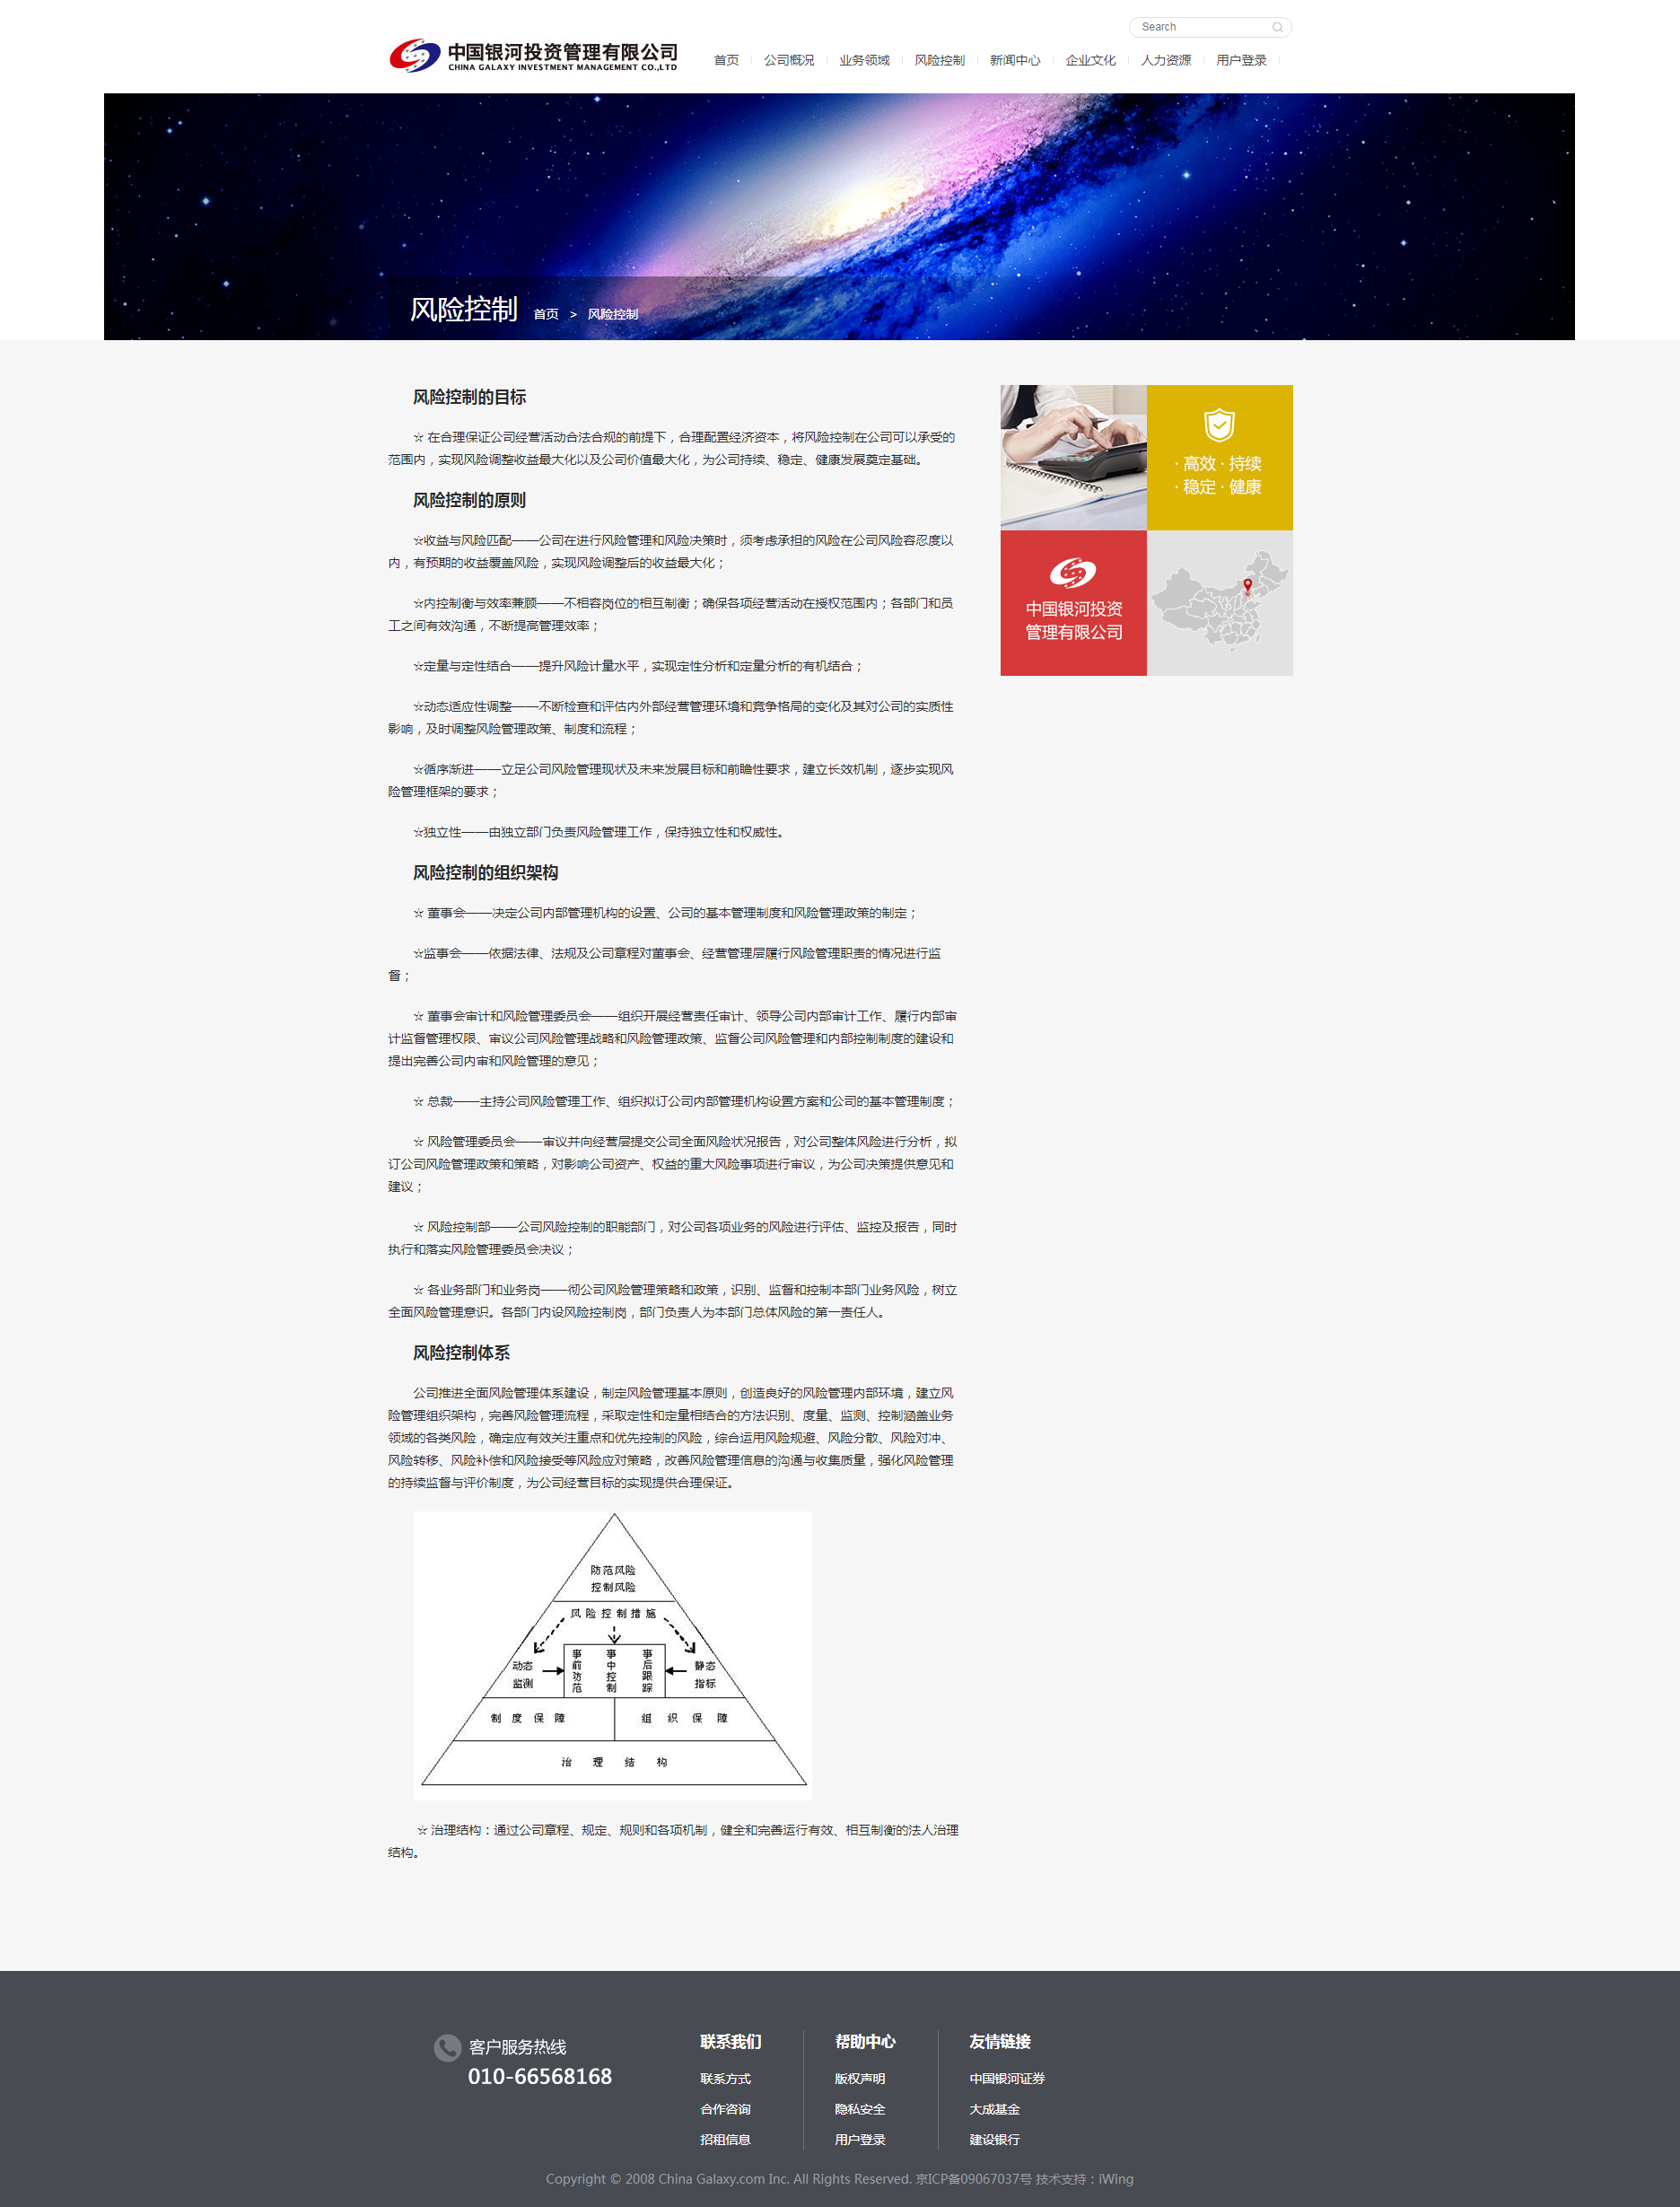 Search
中国银河投资管理有限公司
CHINA GALAXY INVESTMENT MANAGEMENT CO.,LTD
首页 公司概况 业务领域 风险控制 新闻中心 企业文化 人力资源 用户登录
风险控制 首页 > 风险控制
风险控制的目标
☆ 在合理保证公司经营活动合法合规的前提下，合理配置经济资本，将风险控制在公司可以承受的
范围内，实现风险调整收益最大化以及公司价值最大化，为公司持续、稳定、健康发展奠定基础。
风险控制的原则
☆收益与风险匹配——公司在进行风险管理和风险决策时，须考虑承担的风险在公司风险容忍度以
内，有预期的收益覆盖风险，实现风险调整后的收益最大化；
☆内控制衡与效率兼顾——不相容岗位的相互制衡；确保各项经营活动在授权范围内；各部门和员
工之间有效沟通，不断提高管理效率；
☆定量与定性结合——提升风险计量水平，实现定性分析和定量分析的有机结合；
☆动态适应性调整——不断检查和评估内外部经营管理环境和竞争格局的变化及其对公司的实质性
影响，及时调整风险管理政策、制度和流程；
☆循序渐进——立足公司风险管理现状及未来发展目标和前瞻性要求，建立长效机制，逐步实现风
险管理框架的要求；
☆独立性——由独立部门负责风险管理工作，保持独立性和权威性。
风险控制的组织架构
☆ 董事会——决定公司内部管理机构的设置、公司的基本管理制度和风险管理政策的制定；
☆监事会——依据法律、法规及公司章程对董事会、经营管理层履行风险管理职责的情况进行监
督；
☆ 董事会审计和风险管理委员会——组织开展经营责任审计、领导公司内部审计工作、履行内部审
计监督管理权限、审议公司风险管理战略和风险管理政策、监督公司风险管理和内部控制制度的建设和
提出完善公司内审和风险管理的意见；
☆ 总裁——主持公司风险管理工作、组织拟订公司内部管理机构设置方案和公司的基本管理制度；
☆ 风险管理委员会——审议并向经营层提交公司全面风险状况报告，对公司整体风险进行分析，拟
订公司风险管理政策和策略，对影响公司资产、权益的重大风险事项进行审议，为公司决策提供意见和
建议；
☆ 风险控制部——公司风险控制的职能部门，对公司各项业务的风险进行评估、监控及报告，同时
执行和落实风险管理委员会决议；
☆ 各业务部门和业务岗——彻公司风险管理策略和政策，识别、监督和控制本部门业务风险，树立
全面风险管理意识。各部门内设风险控制岗，部门负责人为本部门总体风险的第一责任人。
风险控制体系
公司推进全面风险管理体系建设，制定风险管理基本原则，创造良好的风险管理内部环境，建立风
险管理组织架构，完善风险管理流程，采取定性和定量相结合的方法识别、度量、监测、控制涵盖业务
领域的各类风险，确定应有效关注重点和优先控制的风险，综合运用风险规避、风险分散、风险对冲、
风险转移、风险补偿和风险接受等风险应对策略，改善风险管理信息的沟通与收集质量，强化风险管理
的持续监督与评价制度，为公司经营目标的实现提供合理保证。
防范风险
控制风险
风险控制措施
动态
监测
事前防范
事中控制
事后跟踪
静态
指标
制度保障
组织保障
治理结构
☆ 治理结构：通过公司章程、规定、规则和各项机制，健全和完善运行有效、相互制衡的法人治理
结构。
· 高效 · 持续
· 稳定 · 健康
中国银河投资
管理有限公司
客户服务热线
010-66568168
联系我们
联系方式
合作咨询
招租信息
帮助中心
版权声明
隐私安全
用户登录
友情链接
中国银河证券
大成基金
建设银行
Copyright © 2008 China Galaxy.com Inc. All Rights Reserved. 京ICP备09067037号 技术支持：iWing